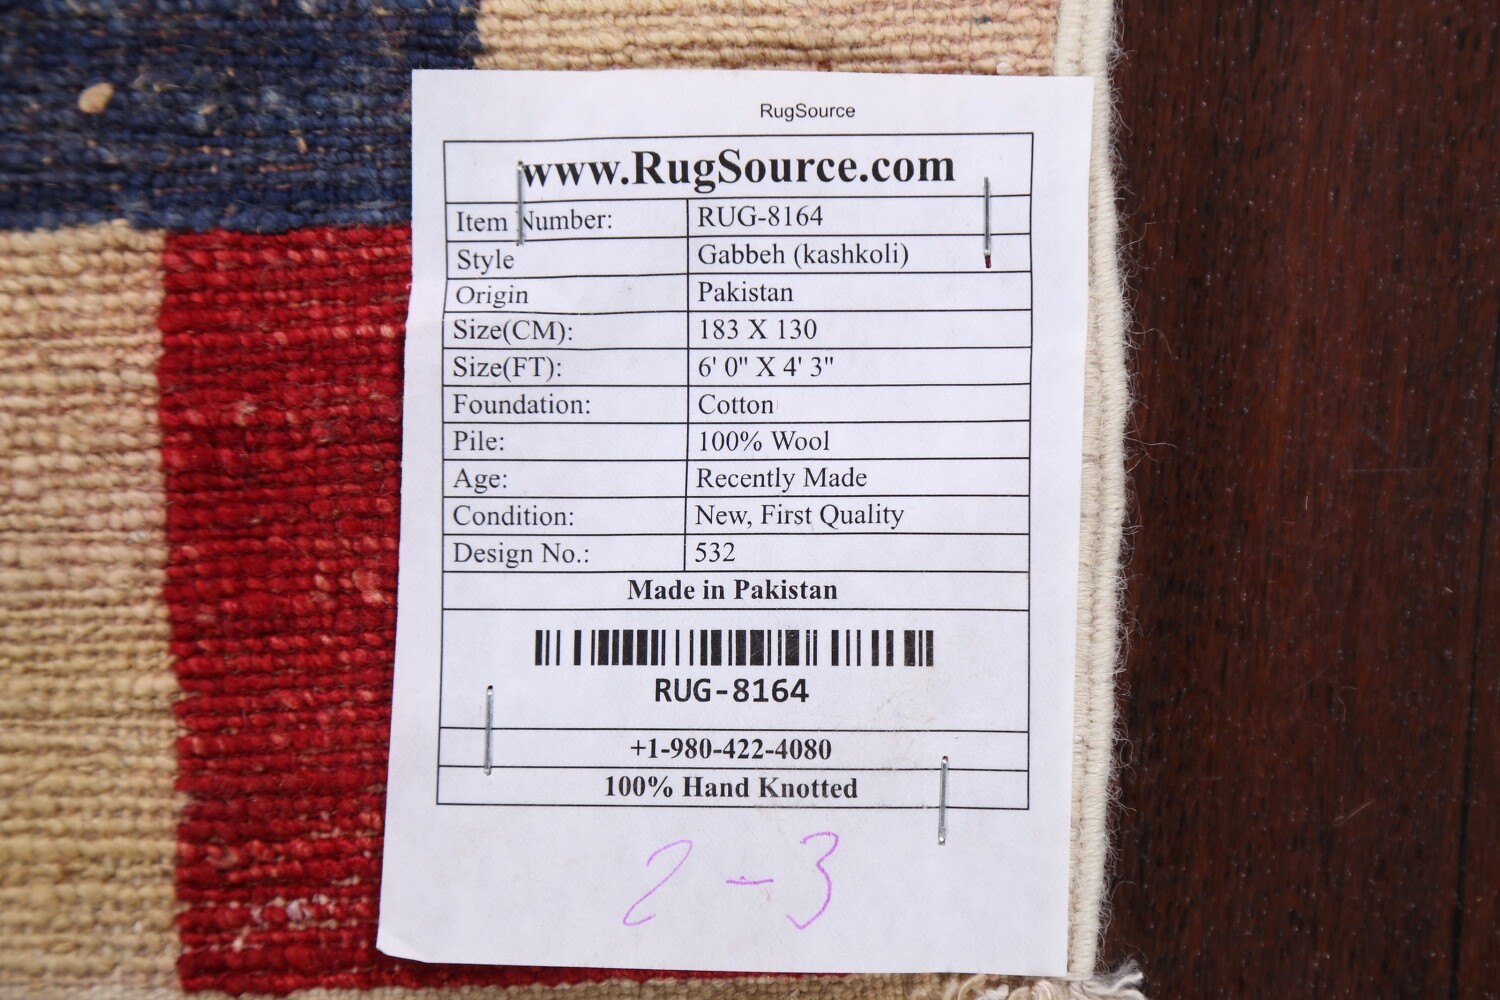 RugSource
www.RugSource.com
Item Number: RUG-8164
Style Gabbeh (kashkoli)
Origin Pakistan
Size(CM): 183 X 130
Size(FT): 6' 0" X 4' 3"
Foundation: Cotton
Pile: 100% Wool
Age: Recently Made
Condition: New, First Quality
Design No.: 532
Made in Pakistan
RUG-8164
+1-980-422-4080
100% Hand Knotted
2 - 3